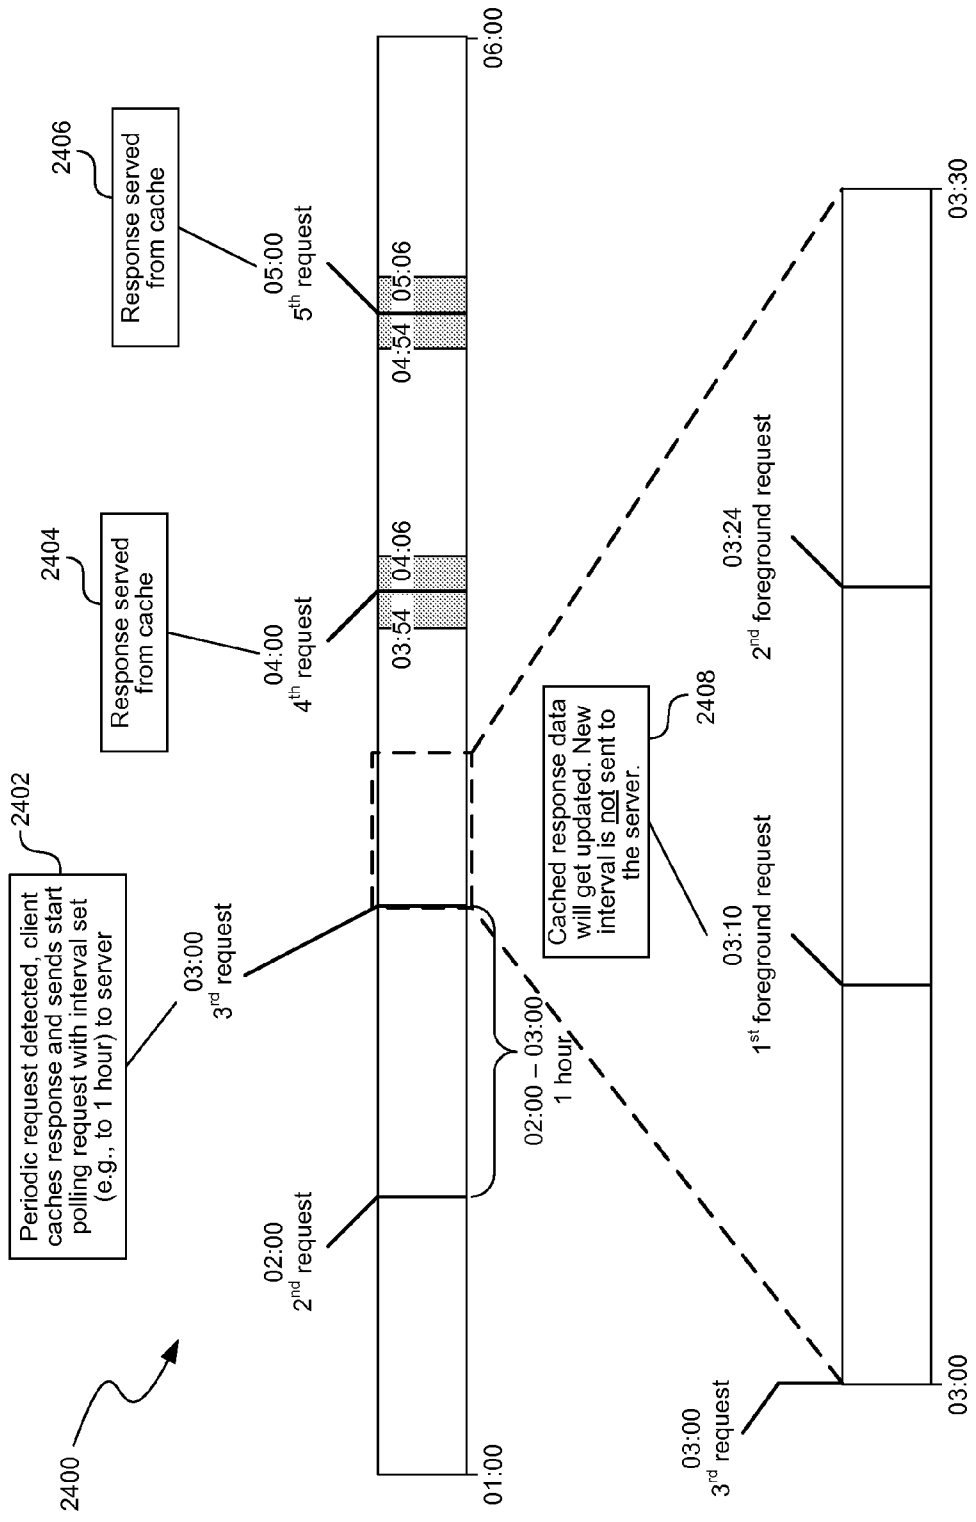 2400
2402
Periodic request detected, client
caches response and sends start
polling request with interval set
(e.g., to 1 hour) to server
2404
Response served
from cache
2406
Response served
from cache
02:00
2nd request
03:00
3rd request
04:00
4th request
05:00
5th request
03:54
04:06
04:54
05:06
01:00
06:00
02:00 – 03:00
1 hour
Cached response data
will get updated. New
interval is not sent to
the server.
2408
03:00
3rd request
03:10
1st foreground request
03:24
2nd foreground request
03:00
03:30